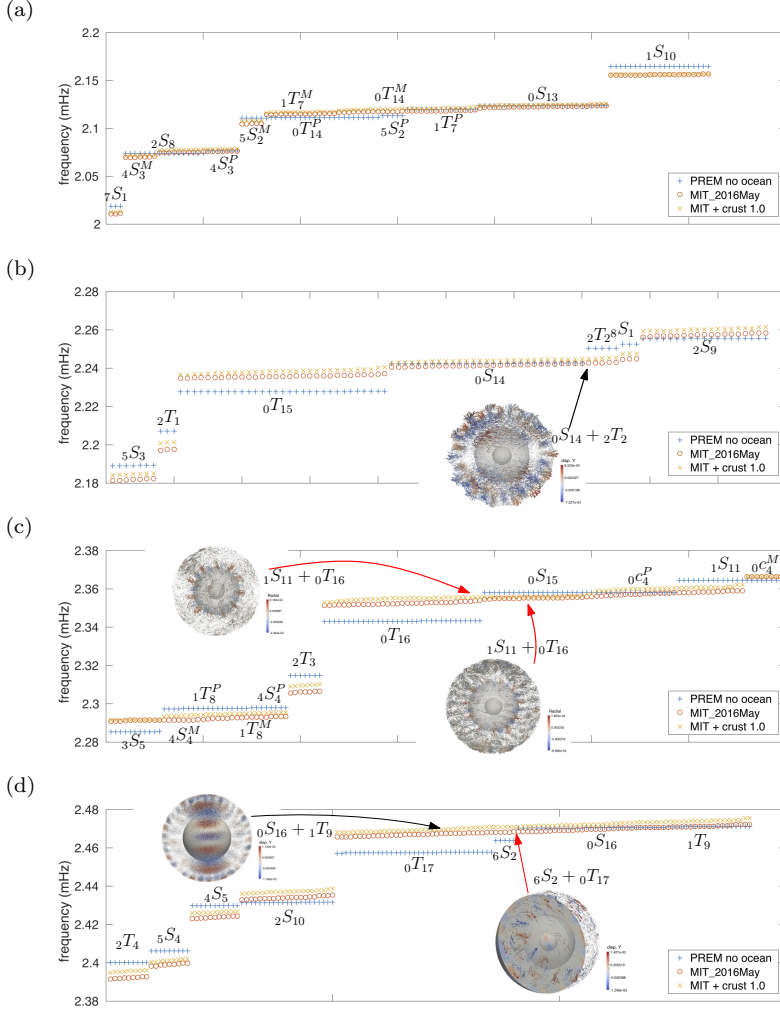 (a)
2.2
2.15
2.1
2.05
2
frequency (mHz)
₇S₁
₄S₃ᴹ
₂S₈
₄S₃ᴾ
₅S₂ᴹ
₁T₇ᴹ
₀T₁₄ᴾ
₀T₁₄ᴹ
₅S₂ᴾ
₁T₇ᴾ
₀S₁₃
₁S₁₀
PREM no ocean
MIT_2016May
MIT + crust 1.0
(b)
2.28
2.26
2.24
2.22
2.2
2.18
frequency (mHz)
₅S₃
₂T₁
₀T₁₅
₀S₁₄
₂T₂
₈S₁
₂S₉
₀S₁₄ + ₂T₂
disp. Y
PREM no ocean
MIT_2016May
MIT + crust 1.0
(c)
2.38
2.36
2.34
2.32
2.3
2.28
frequency (mHz)
₃S₅
₄S₄ᴹ
₁T₈ᴾ
₁T₈ᴹ
₄S₄ᴾ
₂T₃
₁S₁₁ + ₀T₁₆
Radial
₀T₁₆
₀S₁₅
₀c₄ᴾ
₁S₁₁
₀c₄ᴹ
₁S₁₁ + ₀T₁₆
Radial
PREM no ocean
MIT_2016May
MIT + crust 1.0
(d)
2.48
2.46
2.44
2.42
2.4
2.38
frequency (mHz)
₂T₄
₅S₄
₄S₅
₂S₁₀
₀S₁₆ + ₁T₉
disp. Y
₀T₁₇
₆S₂
₀S₁₆
₁T₉
₆S₂ + ₀T₁₇
disp. Y
PREM no ocean
MIT_2016May
MIT + crust 1.0